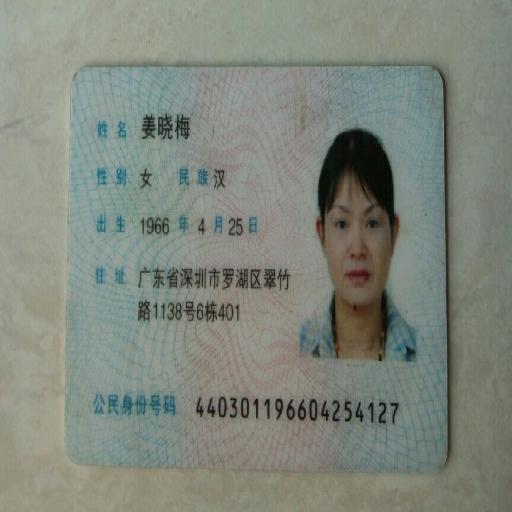 姓名 姜晓梅
性别 女 民族 汉
出生 1966 年 4 月 25 日
住址 广东省深圳市罗湖区翠竹
路1138号6栋401
公民身份号码 440301196604254127